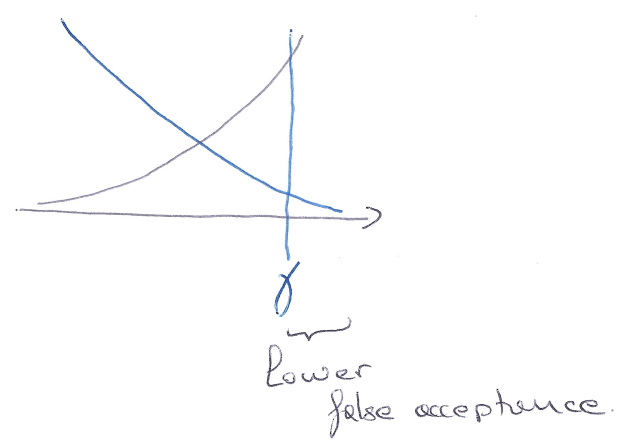 γ
lower
false acceptance.